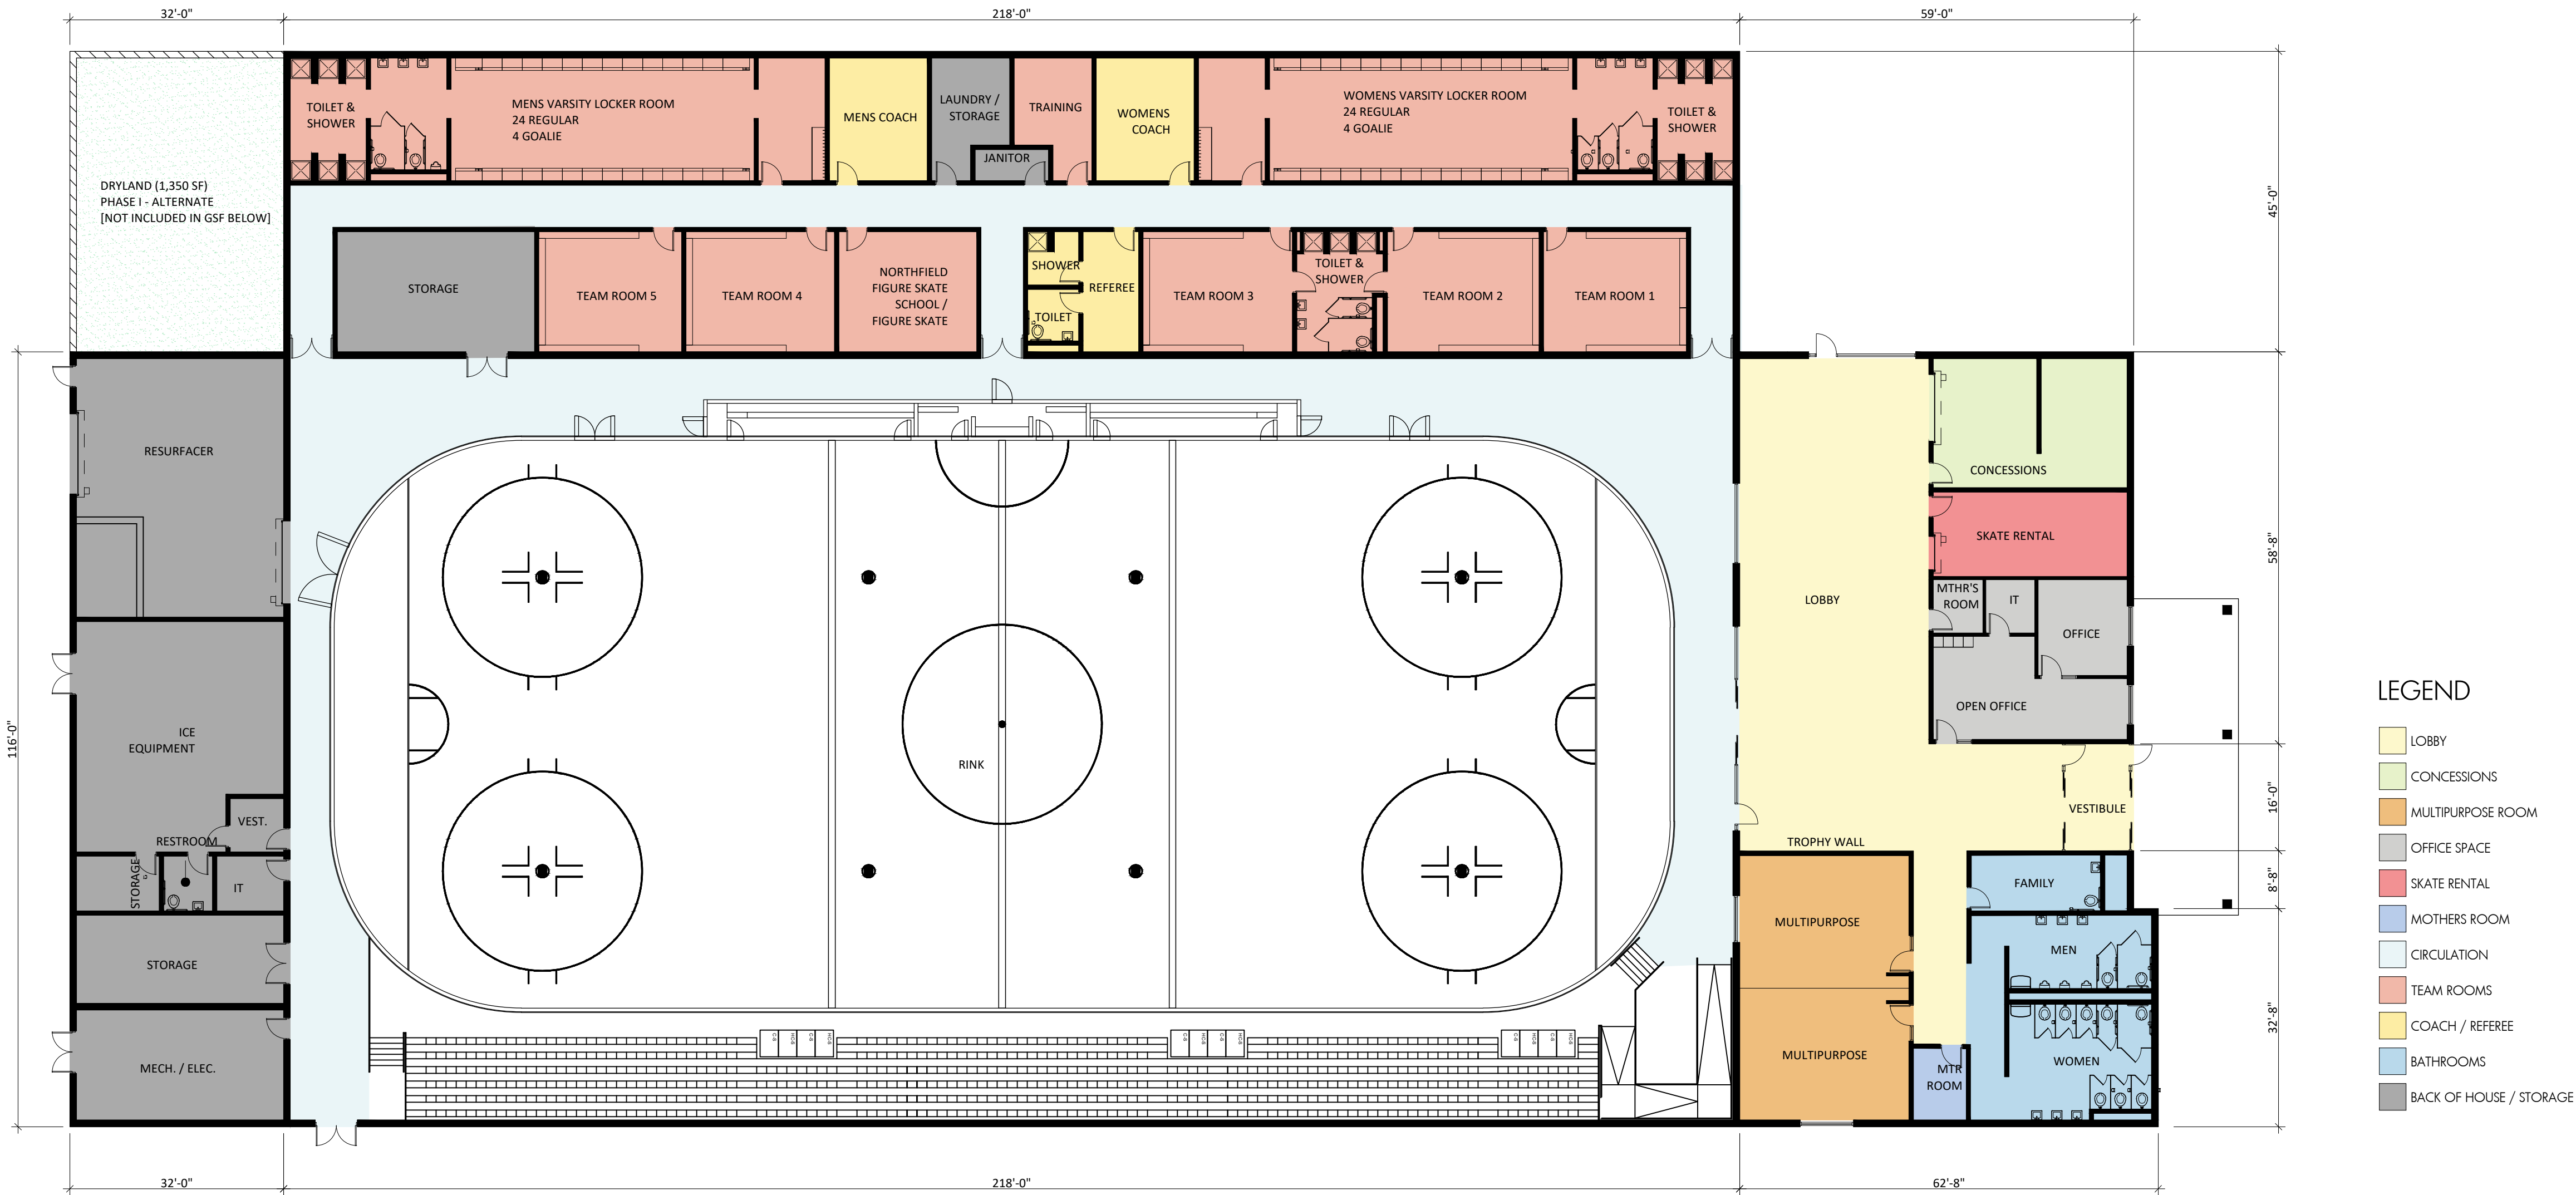 32'-0"
218'-0"
59'-0"
TOILET &
SHOWER
MENS VARSITY LOCKER ROOM
24 REGULAR
4 GOALIE
MENS COACH
LAUNDRY /
STORAGE
JANITOR
TRAINING
WOMENS
COACH
WOMENS VARSITY LOCKER ROOM
24 REGULAR
4 GOALIE
TOILET &
SHOWER
DRYLAND (1,350 SF)
PHASE I - ALTERNATE
[NOT INCLUDED IN GSF BELOW]
45'-0"
STORAGE
TEAM ROOM 5
TEAM ROOM 4
NORTHFIELD
FIGURE SKATE
SCHOOL /
FIGURE SKATE
SHOWER
TOILET
REFEREE
TEAM ROOM 3
TOILET &
SHOWER
TEAM ROOM 2
TEAM ROOM 1
RESURFACER
CONCESSIONS
SKATE RENTAL
58'-8"
LOBBY
MTHR'S
ROOM
IT
OFFICE
OPEN OFFICE
116'-0"
ICE
EQUIPMENT
RINK
VEST.
RESTROOM
STORAGE
IT
TROPHY WALL
VESTIBULE
16'-0"
FAMILY
8'-8"
MULTIPURPOSE
MEN
STORAGE
MECH. / ELEC.
C-S
HC-S
C-S
HC-S
C-S
HC-S
C-S
HC-S
C-S
HC-S
C-S
HC-S
MULTIPURPOSE
MTR
ROOM
WOMEN
32'-8"
32'-0"
218'-0"
62'-8"
LEGEND
LOBBY
CONCESSIONS
MULTIPURPOSE ROOM
OFFICE SPACE
SKATE RENTAL
MOTHERS ROOM
CIRCULATION
TEAM ROOMS
COACH / REFEREE
BATHROOMS
BACK OF HOUSE / STORAGE